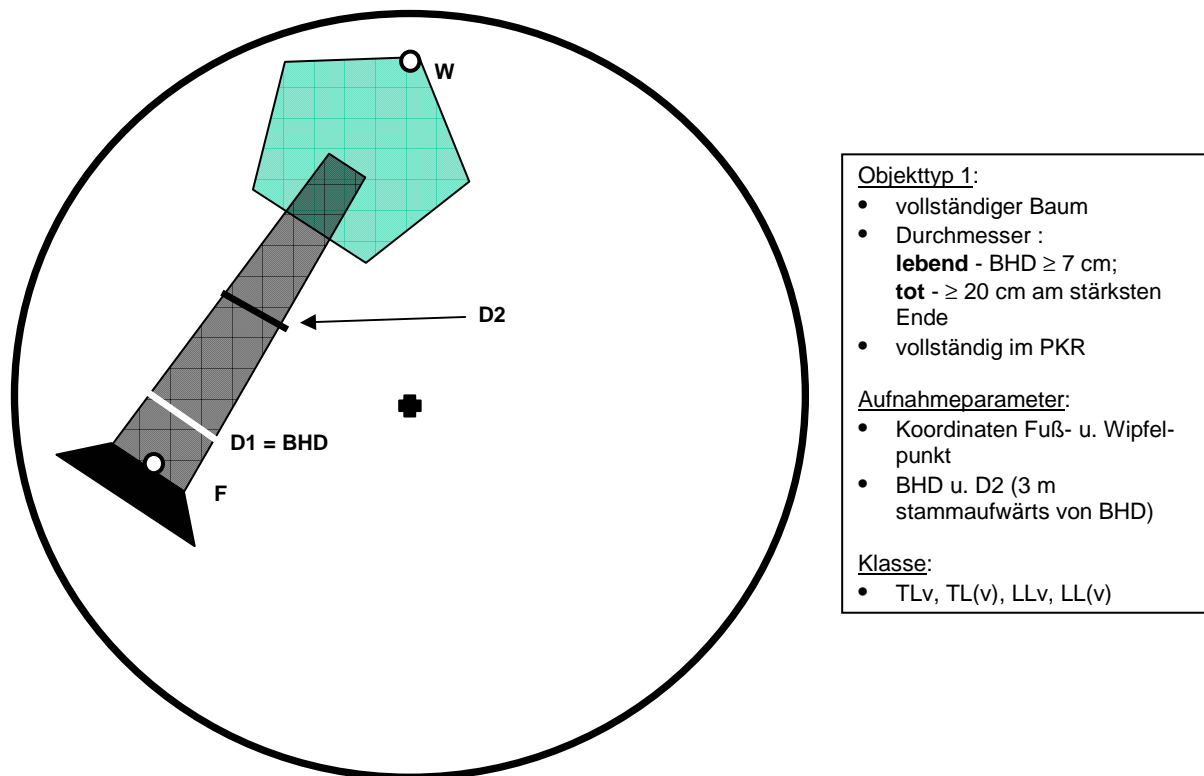 W
D2
D1 = BHD
F
Objekttyp 1:
• vollständiger Baum
• Durchmesser :
lebend - BHD ≥ 7 cm;
tot - ≥ 20 cm am stärksten
Ende
• vollständig im PKR
Aufnahmeparameter:
• Koordinaten Fuß- u. Wipfel-
punkt
• BHD u. D2 (3 m
stammaufwärts von BHD)
Klasse:
• TLv, TL(v), LLv, LL(v)